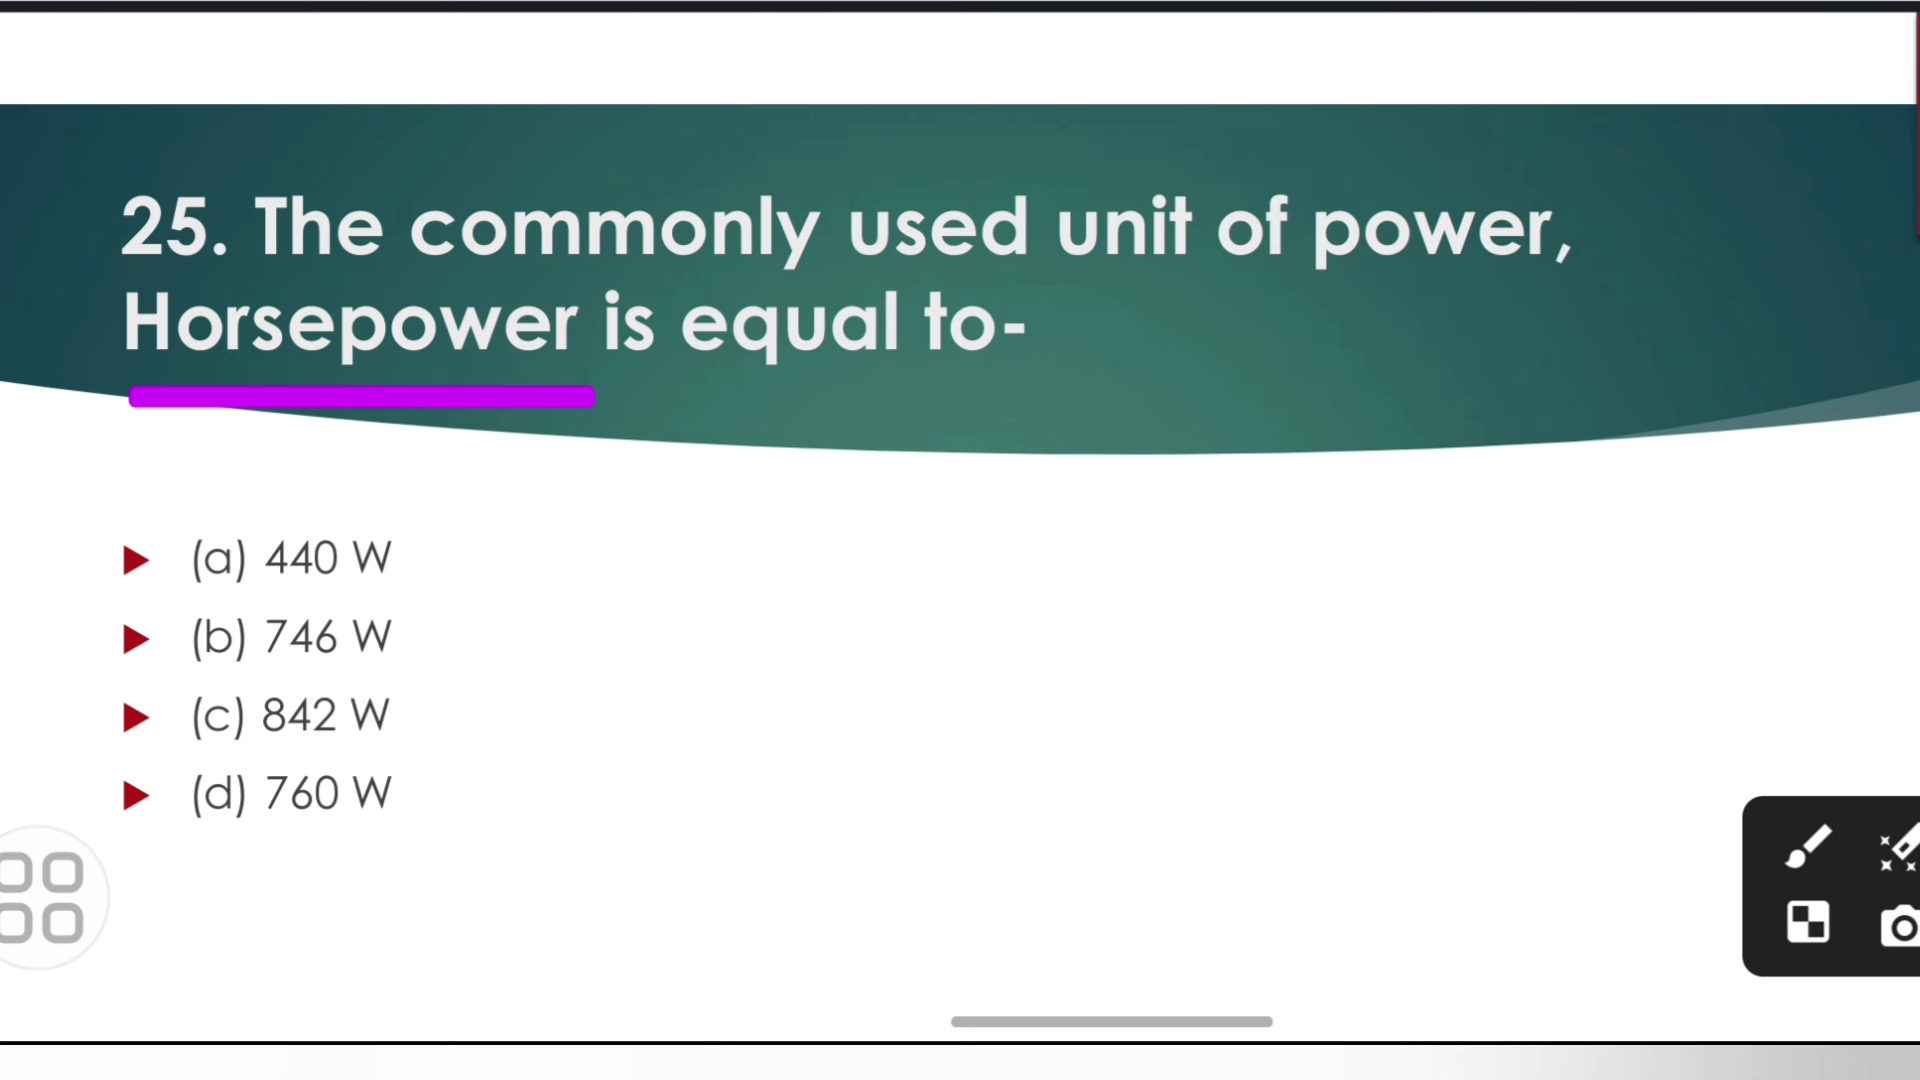 25. The commonly used unit of power,
Horsepower is equal to-
(a) 440 W
(b) 746 W
(c) 842 W
(d) 760 W